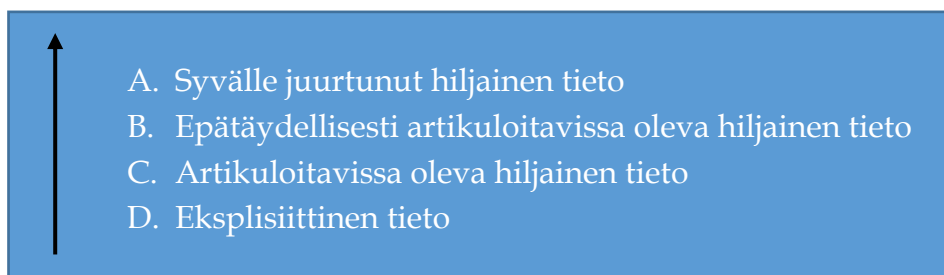 A. Syvälle juurtunut hiljainen tieto
B. Epätäydellisesti artikuloitavissa oleva hiljainen tieto
C. Artikuloitavissa oleva hiljainen tieto
D. Eksplisiittinen tieto